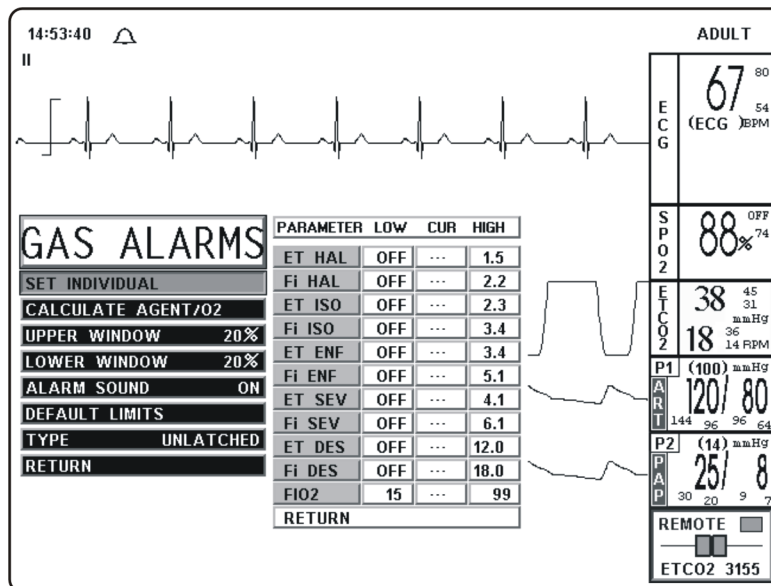 14:53:40
ADULT
II
ECG
67 80
54
(ECG )BPM
SPO2
88% OFF
74
ETCO2
38 45
31
mmHg
18 36
14 RPM
P1 (100) mmHg
ART
120/ 80
144 96 96 64
P2 (14) mmHg
PAP
25/ 8
30 20 9 7
REMOTE
ETCO2 3155
GAS ALARMS
SET INDIVIDUAL
CALCULATE AGENT/O2
UPPER WINDOW 20%
LOWER WINDOW 20%
ALARM SOUND ON
DEFAULT LIMITS
TYPE UNLATCHED
RETURN
PARAMETER LOW CUR HIGH
ET HAL OFF --- 1.5
Fi HAL OFF --- 2.2
ET ISO OFF --- 2.3
Fi ISO OFF --- 3.4
ET ENF OFF --- 3.4
Fi ENF OFF --- 5.1
ET SEV OFF --- 4.1
Fi SEV OFF --- 6.1
ET DES OFF --- 12.0
Fi DES OFF --- 18.0
FIO2 15 --- 99
RETURN